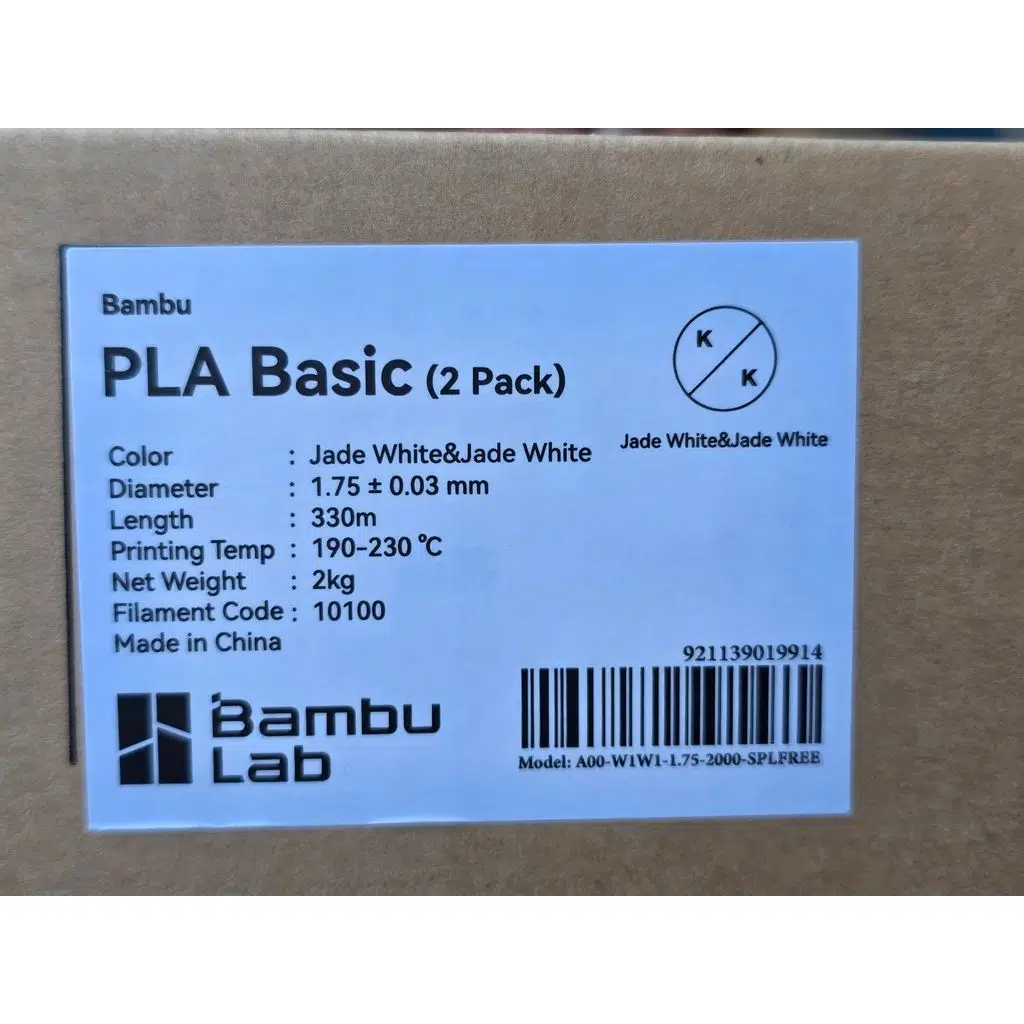 Bambu
PLA Basic (2 Pack)
K
K
Jade White&Jade White
Color : Jade White&Jade White
Diameter : 1.75 ± 0.03 mm
Length : 330m
Printing Temp : 190-230 ℃
Net Weight : 2kg
Filament Code : 10100
Made in China
921139019914
Model: A00-W1W1-1.75-2000-SPLFREE
Bambu
Lab